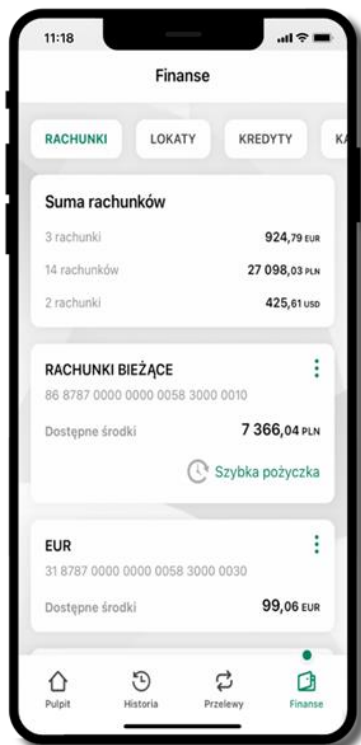 11:18
Finanse
RACHUNKI LOKATY KREDYTY KA
Suma rachunków
3 rachunki 924,79 EUR
14 rachunków 27 098,03 PLN
2 rachunki 425,61 USD
RACHUNKI BIEŻĄCE
86 8787 0000 0000 0058 3000 0010
Dostępne środki 7 366,04 PLN
Szybka pożyczka
EUR
31 8787 0000 0000 0058 3000 0030
Dostępne środki 99,06 EUR
Pulpit Historia Przelewy Finanse